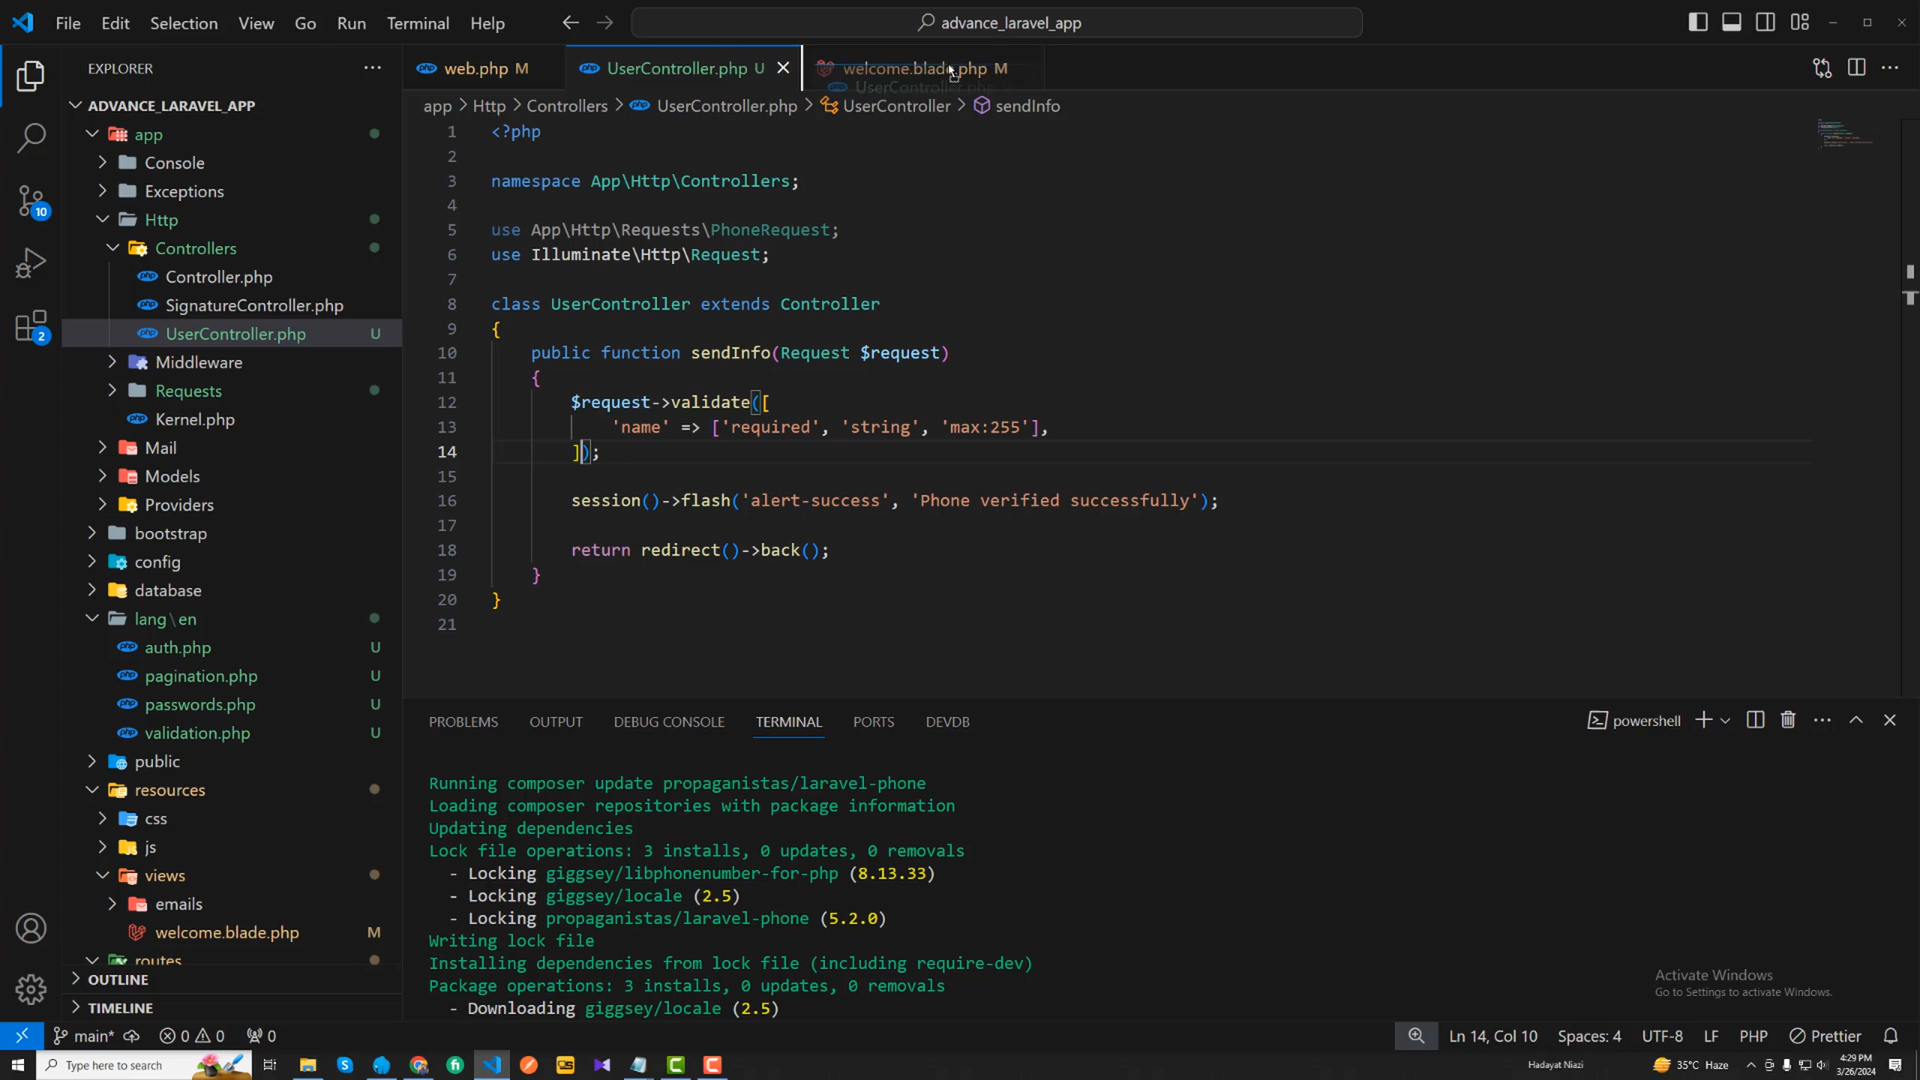 File Edit Selection View Go Run Terminal Help
advance_laravel_app
EXPLORER
web.php M
UserController.php U
welcome.blade.php M
UserController.php
ADVANCE_LARAVEL_APP
app > Http > Controllers > UserController.php > UserController > sendInfo
app
Console
Exceptions
Http
Controllers
Controller.php
SignatureController.php
UserController.php U
Middleware
Requests
Kernel.php
Mail
Models
Providers
bootstrap
config
database
lang\en
auth.php U
pagination.php U
passwords.php U
validation.php U
public
resources
css
js
views
emails
welcome.blade.php M
routes
OUTLINE
TIMELINE
10
2
1 <?php
2
3 namespace App\Http\Controllers;
4
5 use App\Http\Requests\PhoneRequest;
6 use Illuminate\Http\Request;
7
8 class UserController extends Controller
9 {
10 public function sendInfo(Request $request)
11 {
12 $request->validate([
13 'name' => ['required', 'string', 'max:255'],
14 ]);
15
16 session()->flash('alert-success', 'Phone verified successfully');
17
18 return redirect()->back();
19 }
20 }
21
PROBLEMS OUTPUT DEBUG CONSOLE TERMINAL PORTS DEVDB
powershell
Running composer update propaganistas/laravel-phone
Loading composer repositories with package information
Updating dependencies
Lock file operations: 3 installs, 0 updates, 0 removals
- Locking giggsey/libphonenumber-for-php (8.13.33)
- Locking giggsey/locale (2.5)
- Locking propaganistas/laravel-phone (5.2.0)
Writing lock file
Installing dependencies from lock file (including require-dev)
Package operations: 3 installs, 0 updates, 0 removals
- Downloading giggsey/locale (2.5)
Activate Windows
Go to Settings to activate Windows.
main* 0 0 0
Ln 14, Col 10 Spaces: 4 UTF-8 LF PHP Prettier
Type here to search
Hadayat Niazi
35°C Haze
4:29 PM
3/26/2024